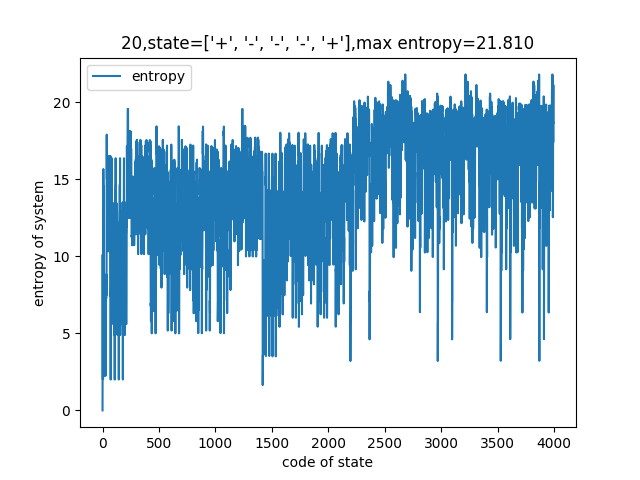 20,state=['+', '-', '-', '-', '+'],max entropy=21.810
entropy
20
15
10
5
0
entropy of system
0 500 1000 1500 2000 2500 3000 3500 4000
code of state